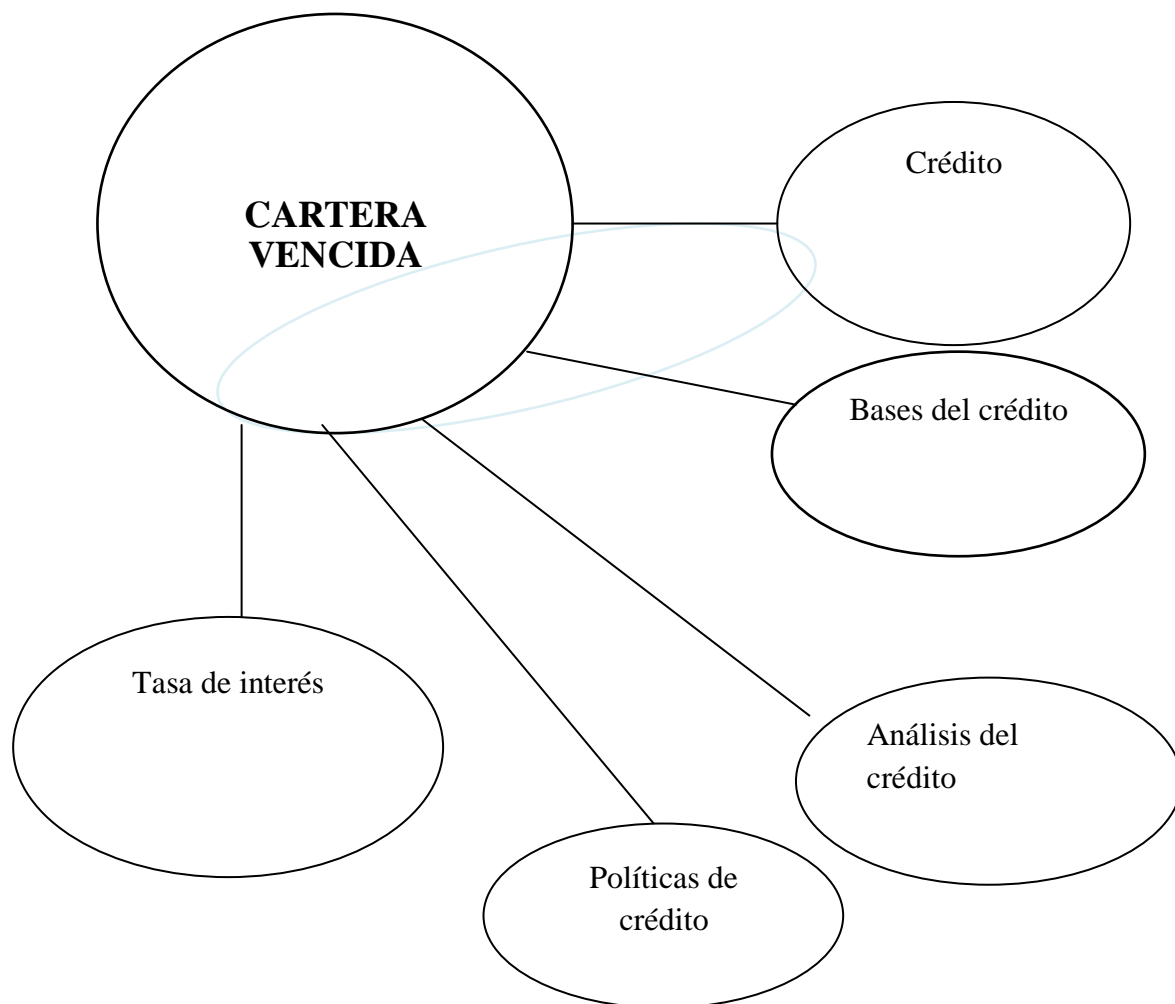 CARTERA
VENCIDA
Crédito
Bases del crédito
Tasa de interés
Análisis del
crédito
Políticas de
crédito